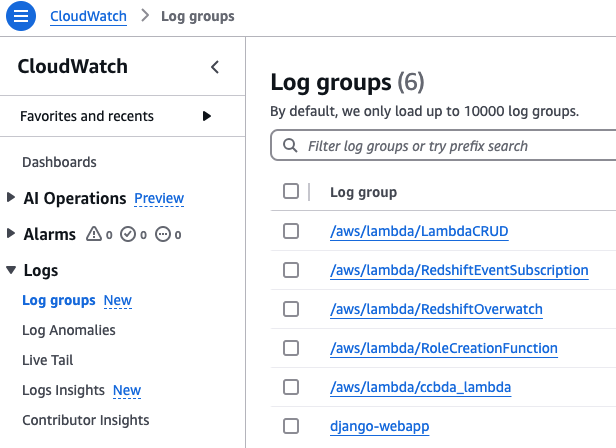 CloudWatch > Log groups
CloudWatch
Favorites and recents
Dashboards
AI Operations Preview
Alarms 0 0 0
Logs
Log groups New
Log Anomalies
Live Tail
Logs Insights New
Contributor Insights
Log groups (6)
By default, we only load up to 10000 log groups.
Filter log groups or try prefix search
Log group
/aws/lambda/LambdaCRUD
/aws/lambda/RedshiftEventSubscription
/aws/lambda/RedshiftOverwatch
/aws/lambda/RoleCreationFunction
/aws/lambda/ccbda_lambda
django-webapp